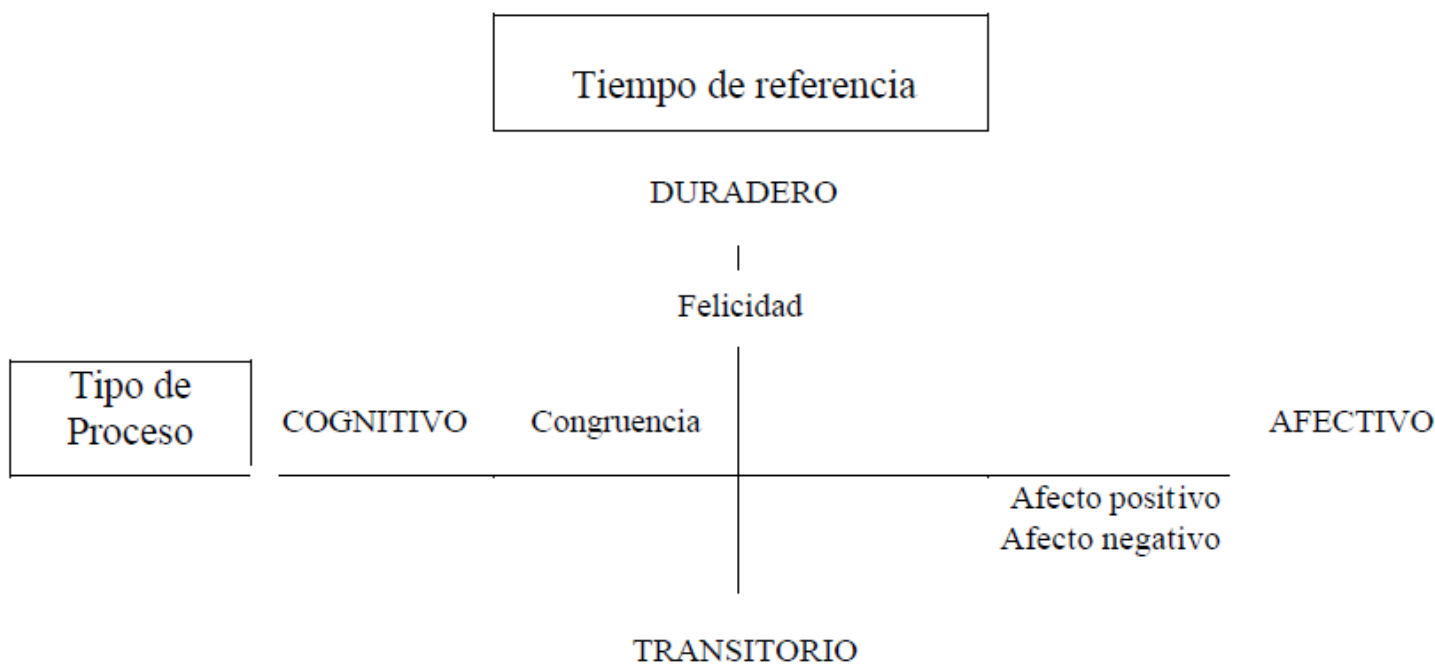 Tiempo de referencia
DURADERO
Felicidad
Tipo de
Proceso
COGNITIVO
Congruencia
AFECTIVO
Afecto positivo
Afecto negativo
TRANSITORIO